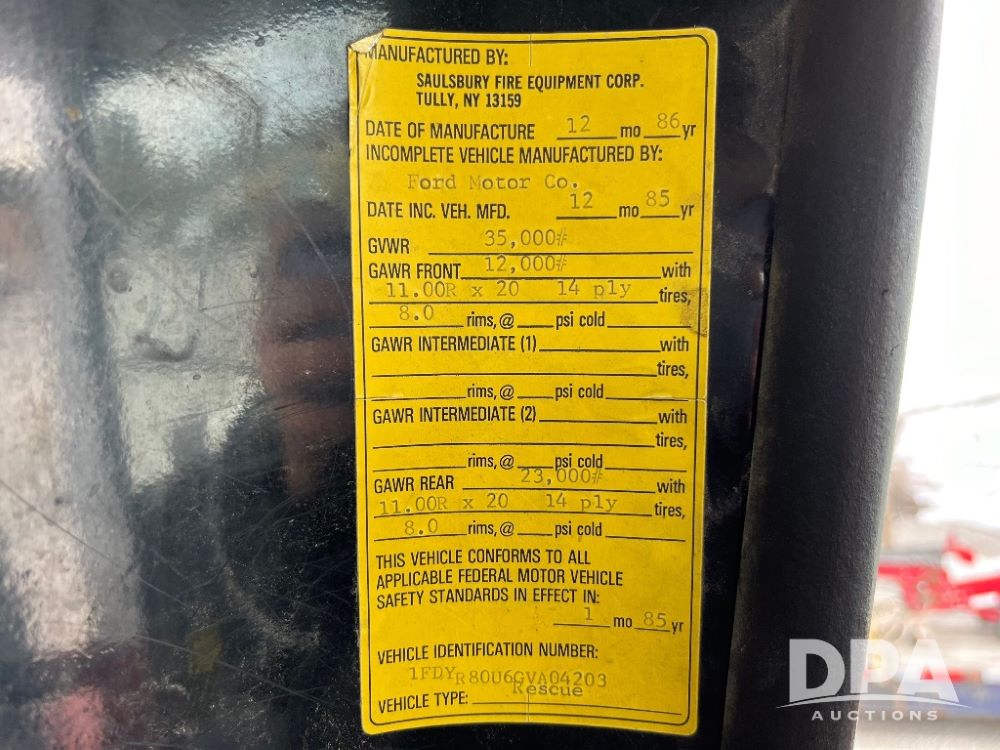 MANUFACTURED BY:
SAULSBURY FIRE EQUIPMENT CORP.
TULLY, NY 13159
DATE OF MANUFACTURE 12 mo 86 yr
INCOMPLETE VEHICLE MANUFACTURED BY:
Ford Motor Co.
DATE INC. VEH. MFD. 12 mo 85 yr
GVWR 35,000#
GAWR FRONT 12,000# with
11.00R x 20 14 ply tires,
8.0 rims, @ psi cold
GAWR INTERMEDIATE (1) with
tires,
rims, @ psi cold
GAWR INTERMEDIATE (2) with
tires,
rims, @ psi cold
GAWR REAR 23,000# with
11.00R x 20 14 ply tires,
8.0 rims, @ psi cold
THIS VEHICLE CONFORMS TO ALL
APPLICABLE FEDERAL MOTOR VEHICLE
SAFETY STANDARDS IN EFFECT IN:
1 mo 85 yr
VEHICLE IDENTIFICATION NUMBER:
1FDYR80U6GVA04203
VEHICLE TYPE: Rescue
DPA
AUCTIONS